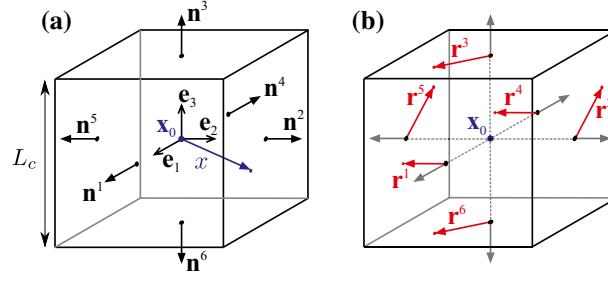 (a)
n³
n⁴
e₃
n⁵
x₀
e₂
n²
L_c
e₁
x
n¹
n⁶
(b)
r³
r⁵
r⁴
r
x₀
r¹
r⁶